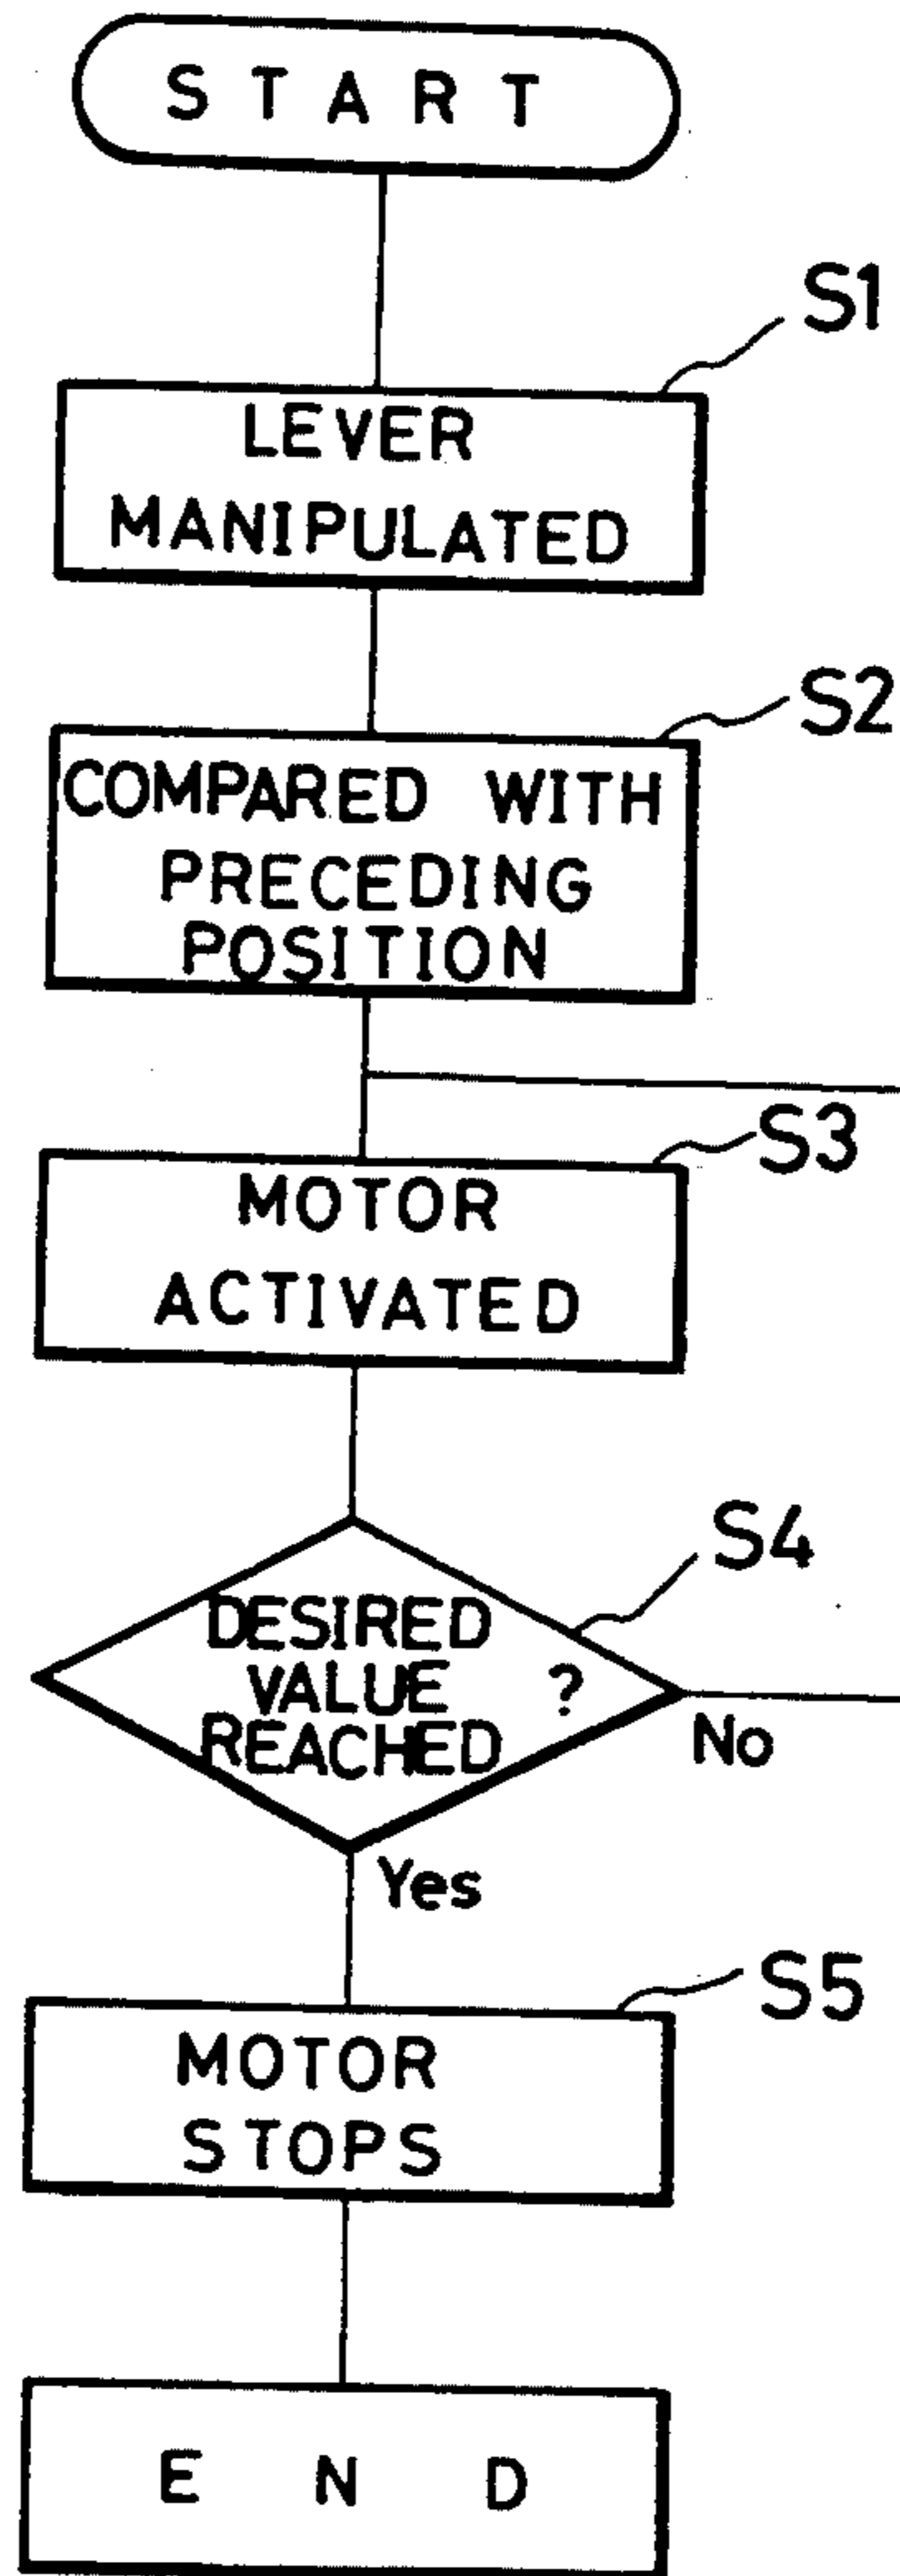 START
S1
LEVER
MANIPULATED
S2
COMPARED WITH
PRECEDING
POSITION
S3
MOTOR
ACTIVATED
S4
DESIRED
VALUE ?
REACHED
No
Yes
S5
MOTOR
STOPS
END